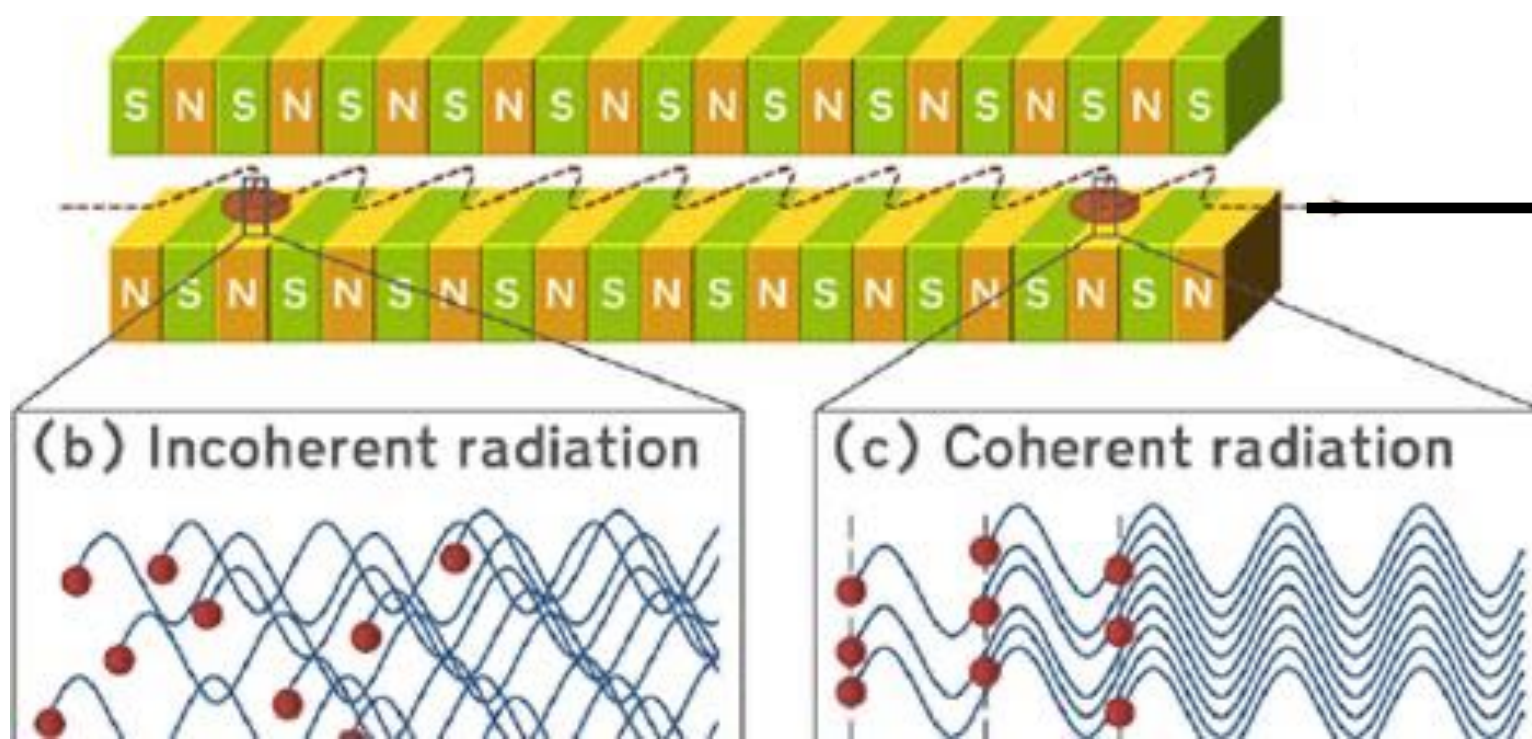 S N S N S N S N S N S N S N S N S N S N S
N S N S N S N S N S N S N S N S N S N S N
(b) Incoherent radiation
(c) Coherent radiation